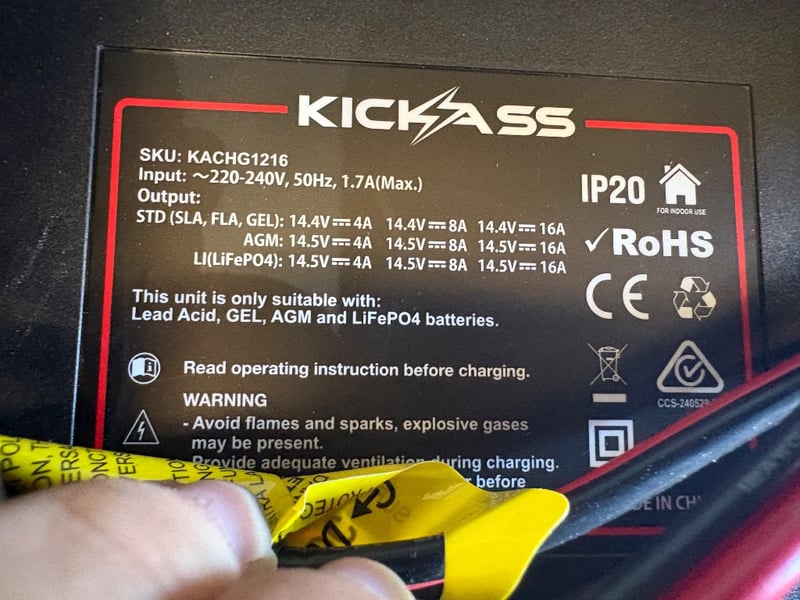 KICKASS
SKU: KACHG1216
Input: ～220-240V, 50Hz, 1.7A(Max.)
Output:
STD (SLA, FLA, GEL): 14.4V⎓4A 14.4V⎓8A 14.4V⎓16A
AGM: 14.5V⎓4A 14.5V⎓8A 14.5V⎓16A
LI(LiFePO4): 14.5V⎓4A 14.5V⎓8A 14.5V⎓16A
IP20
FOR INDOOR USE
✓RoHS
CE
This unit is only suitable with:
Lead Acid, GEL, AGM and LiFePO4 batteries.
Read operating instruction before charging.
CCS-240529
WARNING
- Avoid flames and sparks, explosive gases
may be present.
- Provide adequate ventilation during charging.
before